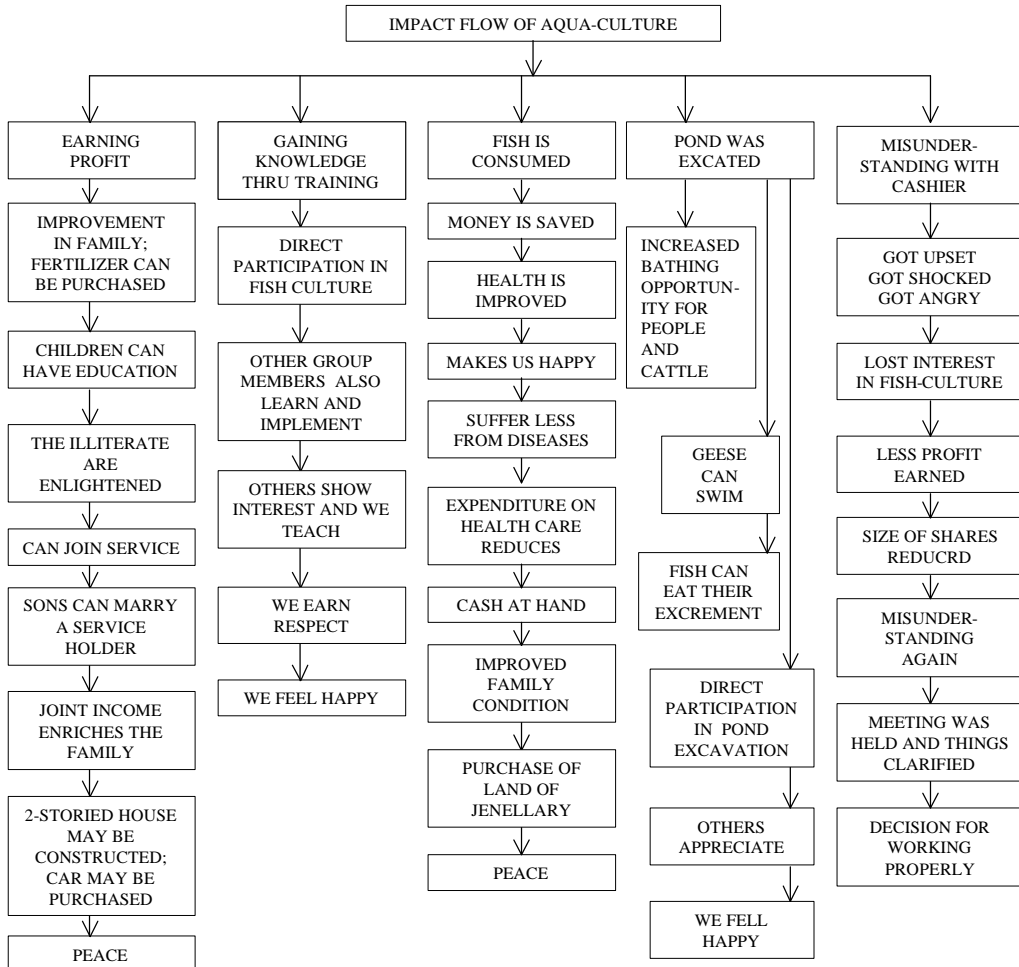 IMPACT FLOW OF AQUA-CULTURE
EARNING
PROFIT
IMPROVEMENT
IN FAMILY;
FERTILIZER CAN
BE PURCHASED
CHILDREN CAN
HAVE EDUCATION
THE ILLITERATE
ARE
ENLIGHTENED
CAN JOIN SERVICE
SONS CAN MARRY
A SERVICE
HOLDER
JOINT INCOME
ENRICHES THE
FAMILY
2-STORIED HOUSE
MAY BE
CONSTRUCTED;
CAR MAY BE
PURCHASED
PEACE
GAINING
KNOWLEDGE
THRU TRAINING
DIRECT
PARTICIPATION IN
FISH CULTURE
OTHER GROUP
MEMBERS ALSO
LEARN AND
IMPLEMENT
OTHERS SHOW
INTEREST AND WE
TEACH
WE EARN
RESPECT
WE FEEL HAPPY
FISH IS
CONSUMED
MONEY IS SAVED
HEALTH IS
IMPROVED
MAKES US HAPPY
SUFFER LESS
FROM DISEASES
EXPENDITURE ON
HEALTH CARE
REDUCES
CASH AT HAND
IMPROVED
FAMILY
CONDITION
PURCHASE OF
LAND OF
JENELLARY
PEACE
POND WAS
EXCATED
INCREASED
BATHING
OPPORTUN-
ITY FOR
PEOPLE
AND
CATTLE
GEESE
CAN
SWIM
FISH CAN
EAT THEIR
EXCREMENT
DIRECT
PARTICIPATION
IN POND
EXCAVATION
OTHERS
APPRECIATE
WE FELL
HAPPY
MISUNDER-
STANDING WITH
CASHIER
GOT UPSET
GOT SHOCKED
GOT ANGRY
LOST INTEREST
IN FISH-CULTURE
LESS PROFIT
EARNED
SIZE OF SHARES
REDUCRD
MISUNDER-
STANDING
AGAIN
MEETING WAS
HELD AND THINGS
CLARIFIED
DECISION FOR
WORKING
PROPERLY